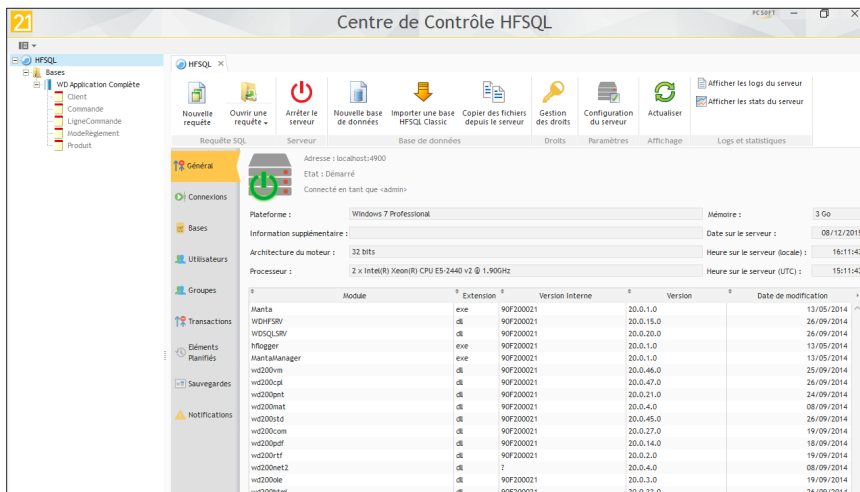 21
Centre de Contrôle HFSQL
PC SOFT
HFSQL
Bases
WD Application Complète
Client
Commande
LigneCommande
ModeRèglement
Produit
HFSQL
Nouvelle requête
Ouvrir une requête
Arrêter le serveur
Nouvelle base de données
Importer une base HFSQL Classic
Copier des fichiers depuis le serveur
Gestion des droits
Configuration du serveur
Actualiser
Afficher les logs du serveur
Afficher les stats du serveur
Requête SQL
Serveur
Base de données
Droits
Paramètres
Affichage
Logs et statistiques
Général
Connexions
Bases
Utilisateurs
Groupes
Transactions
Eléments Planifiés
Sauvegardes
Notifications
Adresse : localhost:4900
Etat : Démarré
Connecté en tant que <admin>
Plateforme : Windows 7 Professional Mémoire : 3 Go
Information supplémentaire : Date sur le serveur : 08/12/2015
Architecture du moteur : 32 bits Heure sur le serveur (locale) : 16:11:43
Processeur : 2 x Intel(R) Xeon(R) CPU E5-2440 v2 @ 1.90GHz Heure sur le serveur (UTC) : 15:11:43
Module Extension Version Interne Version Date de modification
Manta exe 90F200021 20.0.1.0 13/05/2014
WDHFSRV dll 90F200021 20.0.15.0 26/09/2014
WDSQLSRV dll 90F200021 20.0.20.0 26/09/2014
hflogger exe 90F200021 20.0.1.0 13/05/2014
MantaManager exe 90F200021 20.0.1.0 13/05/2014
wd200vm dll 90F200021 20.0.46.0 25/09/2014
wd200cpl dll 90F200021 20.0.47.0 26/09/2014
wd200pnt dll 90F200021 20.0.21.0 24/09/2014
wd200mat dll 90F200021 20.0.4.0 08/09/2014
wd200std dll 90F200021 20.0.45.0 26/09/2014
wd200com dll 90F200021 20.0.27.0 19/09/2014
wd200pdf dll 90F200021 20.0.14.0 18/09/2014
wd200rtf dll 90F200021 20.0.2.0 19/09/2014
wd200net2 dll ? 20.0.4.0 08/09/2014
wd200ole dll 90F200021 20.0.3.0 19/09/2014